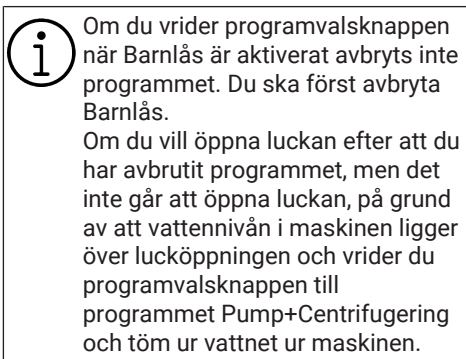 Om du vrider programvalsknappen
när Barnlås är aktiverat avbryts inte
programmet. Du ska först avbryta
Barnlås.
Om du vill öppna luckan efter att du
har avbrutit programmet, men det
inte går att öppna luckan, på grund
av att vattennivån i maskinen ligger
över lucköppningen och vrider du
programvalsknappen till
programmet Pump+Centrifugering
och töm ur vattnet ur maskinen.